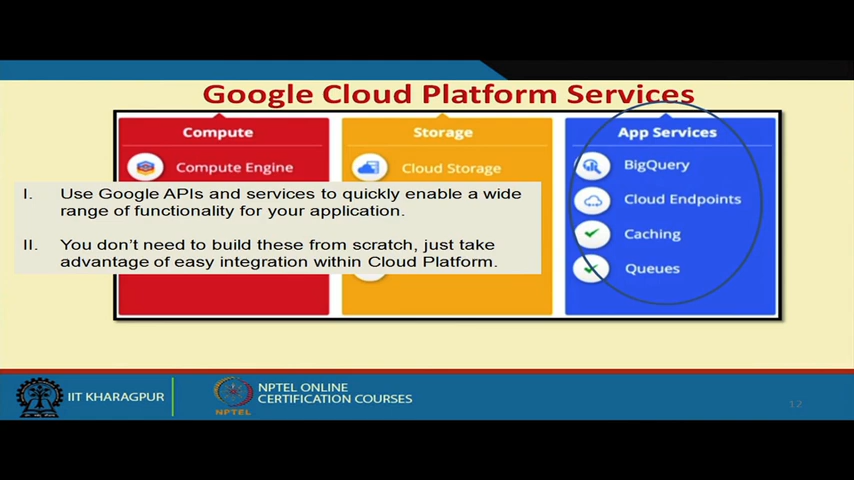 Google Cloud Platform Services
Compute
Storage
App Services
Compute Engine
Cloud Storage
BigQuery
Cloud Endpoints
Caching
Queues
I. Use Google APIs and services to quickly enable a wide
range of functionality for your application.
II. You don't need to build these from scratch, just take
advantage of easy integration within Cloud Platform.
IIT KHARAGPUR
NPTEL
NPTEL ONLINE
CERTIFICATION COURSES
12